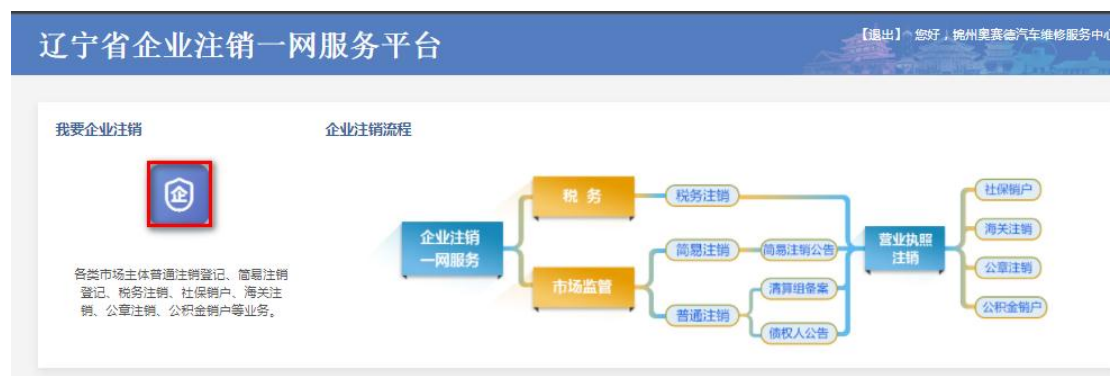 辽宁省企业注销一网服务平台
【退出】 您好，锦州奥赛德汽车维修服务中心
我要企业注销
企业注销流程
企
各类市场主体普通注销登记、简易注销
登记、税务注销、社保销户、海关注
销、公章注销、公积金销户等业务。
企业注销
一网服务
税 务
税务注销
市场监管
简易注销
简易注销公告
普通注销
清算组备案
债权人公告
营业执照
注销
社保销户
海关注销
公章注销
公积金销户